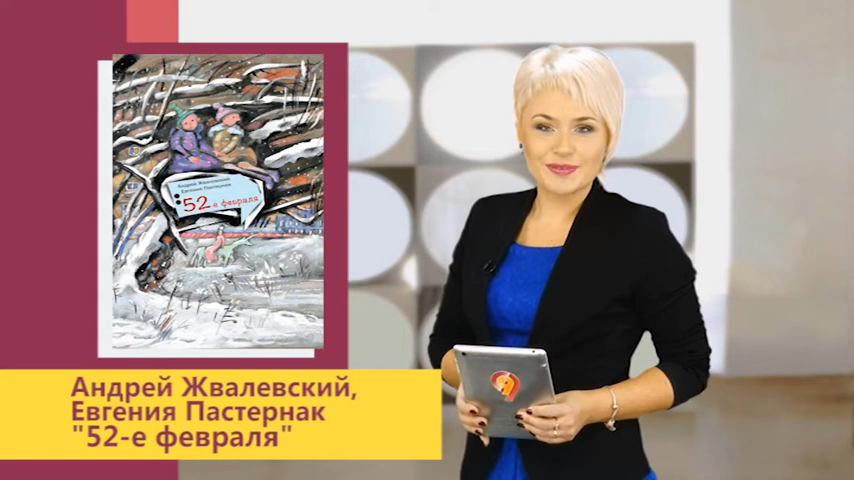 Андрей Жвалевский
Евгения Пастернак
52-е февраля
Андрей Жвалевский,
Евгения Пастернак
"52-е февраля"